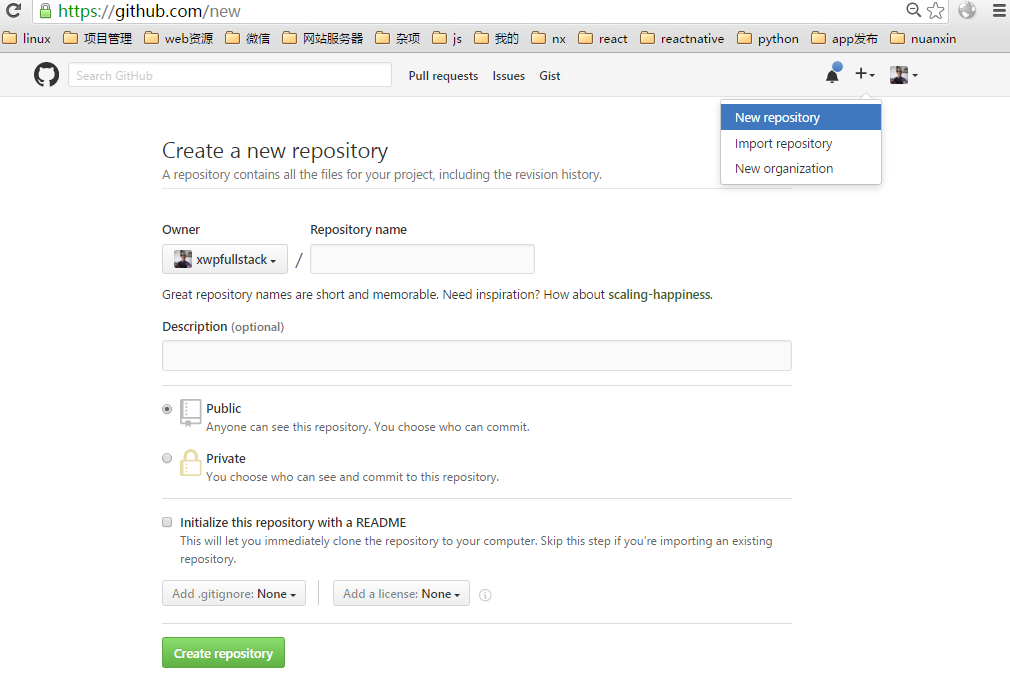 https://github.com/new
linux 项目管理 web资源 微信 网站服务器 杂项 js 我的 nx react reactnative python app发布 nuanxin
Search GitHub Pull requests Issues Gist
New repository
Import repository
New organization
Create a new repository
A repository contains all the files for your project, including the revision history.
Owner Repository name
xwpfullstack /
Great repository names are short and memorable. Need inspiration? How about scaling-happiness.
Description (optional)
Public
Anyone can see this repository. You choose who can commit.
Private
You choose who can see and commit to this repository.
Initialize this repository with a README
This will let you immediately clone the repository to your computer. Skip this step if you're importing an existing
repository.
Add .gitignore: None Add a license: None
Create repository